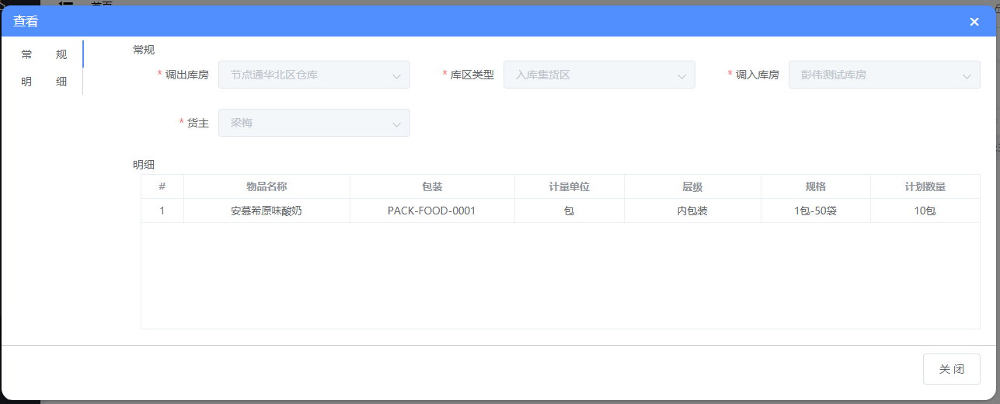 查看
常 规
明 细
常规
* 调出库房 节点通华北区仓库 * 库区类型 入库集货区 * 调入库房 彭伟测试库房
* 货主 梁梅
明细
# 物品名称 包装 计量单位 层级 规格 计划数量
1 安慕希原味酸奶 PACK-FOOD-0001 包 内包装 1包-50袋 10包
关 闭